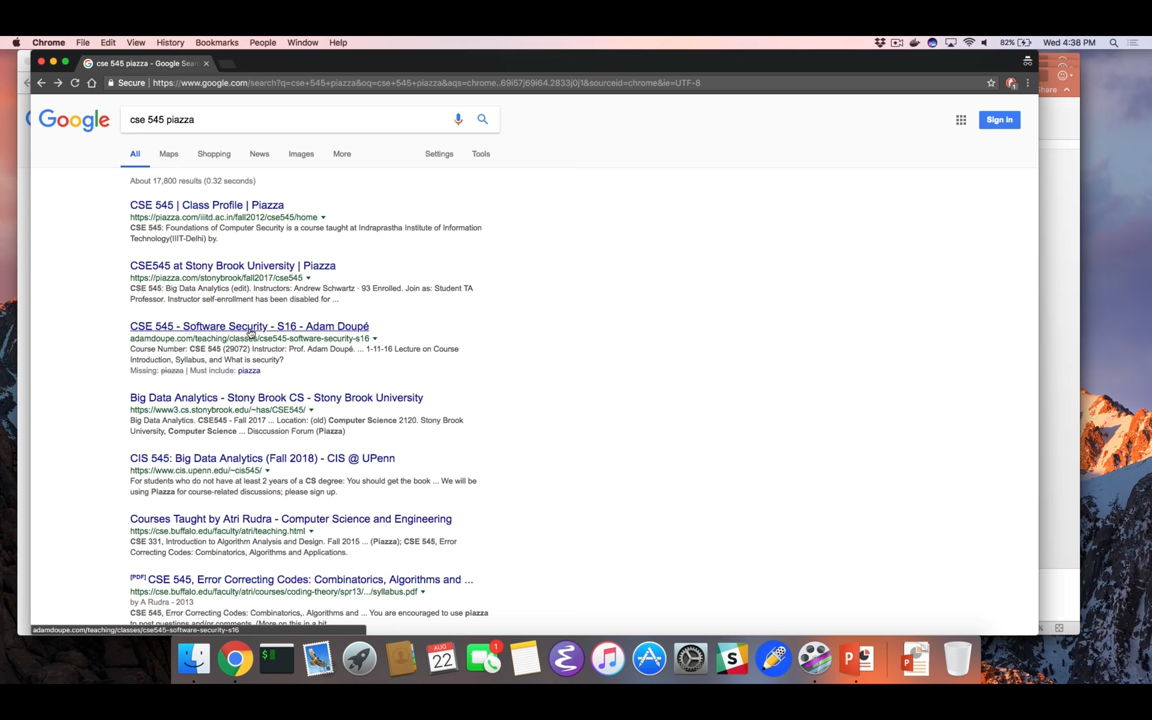 Chrome File Edit View History Bookmarks People Window Help 82% Wed 4:38 PM
cse 545 piazza - Google Sear
Secure https://www.google.com/search?q=cse+545+piazza&oq=cse+545+piazza&aqs=chrome..69i57j69i64.2833j0j1&sourceid=chrome&ie=UTF-8
Share
Google cse 545 piazza Sign in
All Maps Shopping News Images More Settings Tools
About 17,800 results (0.32 seconds)
CSE 545 | Class Profile | Piazza
https://piazza.com/iiitd.ac.in/fall2012/cse545/home
CSE 545: Foundations of Computer Security is a course taught at Indraprastha Institute of Information
Technology(IIIT-Delhi) by.
CSE545 at Stony Brook University | Piazza
https://piazza.com/stonybrook/fall2017/cse545
CSE 545: Big Data Analytics (edit). Instructors: Andrew Schwartz · 93 Enrolled. Join as: Student TA
Professor. Instructor self-enrollment has been disabled for ...
CSE 545 - Software Security - S16 - Adam Doupé
adamdoupe.com/teaching/classes/cse545-software-security-s16
Course Number: CSE 545 (29072) Instructor: Prof. Adam Doupé. ... 1-11-16 Lecture on Course
Introduction, Syllabus, and What is security?
Missing: piazza | Must include: piazza
Big Data Analytics - Stony Brook CS - Stony Brook University
https://www3.cs.stonybrook.edu/~has/CSE545/
Big Data Analytics. CSE545 - Fall 2017 ... Location: (old) Computer Science 2120. Stony Brook
University, Computer Science ... Disccussion Forum (Piazza)
CIS 545: Big Data Analytics (Fall 2018) - CIS @ UPenn
https://www.cis.upenn.edu/~cis545/
For students who do not have at least 2 years of a CS degree: You should get the book ... We will be
using Piazza for course-related discussions; please sign up.
Courses Taught by Atri Rudra - Computer Science and Engineering
https://cse.buffalo.edu/faculty/atri/teaching.html
CSE 331, Introduction to Algorithm Analysis and Design. Fall 2015 ... (Piazza); CSE 545, Error
Correcting Codes: Combinatorics, Algorithms and Applications.
[PDF] CSE 545, Error Correcting Codes: Combinatorics, Algorithms and ...
https://cse.buffalo.edu/faculty/atri/courses/coding-theory/spr13/.../syllabus.pdf
by A Rudra - 2013
CSE 545, Error Correcting Codes: Combinatorics,. Algorithms and ... You are encouraged to use piazza
to post questions and/or comments. (More on this in a bit.
adamdoupe.com/teaching/classes/cse545-software-security-s16
AUG
22
1